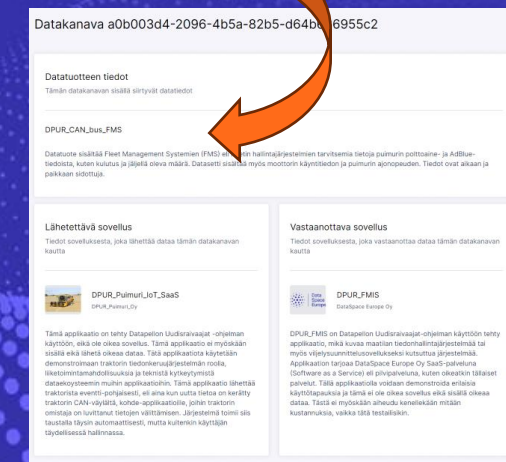 Datakanava a0b003d4-2096-4b5a-82b5-d64b 6955c2
Datatuotteen tiedot
Tämän datakanavan sisällä siirtyvät datatiedot
DPUR_CAN_bus_FMS
Datatuote sisältää Fleet Management Systemien (FMS) eli hallintajärjesteimien tarvitsemia tietoja puimurin polttoaine- ja AdBlue-
tiedoista, kuten kulutus ja jäljellä oleva määrä. Datasetti sisältää myös moottorin käyntitiedon ja puimurin ajonopeuden. Tiedot ovat aikaan ja
paikkaan sidottuja.
Lähetettävä sovellus
Tiedot sovelluksesta, joka lähettää dataa tämän datakanavan
kautta
DPUR_Puimuri_IoT_SaaS
DPUR_Puimuri_Oy
Tämä applikaatio on tehty Datapellon Uudisraivaajat -ohjelman
käyttöön, eikä ole oikea sovellus. Tämä applikaatio ei myöskään
sisällä eikä lähetä oikeaa dataa. Tätä applikaatiota käytetään
demonstroimaan traktorin tiedonkeruujärjestelmän roolia,
liiketoimintamahdollisuuksia ja teknistä kytkeytymistä
dataekosysteemin muihin applikaatioihin. Tämä applikaatio lähettää
traktorista eventti-pohjaisesti, eli aina kun uutta tietoa on kerätty
traktorin CAN-väylältä, kohde-applikaatiolle, joihin traktorin
omistaja on luvittanut tietojen välittämisen. Järjestelmä toimii siis
taustalla täysin automaattisesti, mutta kuitenkin käyttäjän
täydellisessä hallinnassa.
Vastaanottava sovellus
Tiedot sovelluksesta, joka vastaanottaa dataa tämän datakanavan
kautta
Data
Space
Europe
DPUR_FMIS
DataSpace Europe Oy
DPUR_FMIS on Datapellon Uudisraivaajat-ohjelman käyttöön tehty
applikaatio, mikä kuvaa maatilan tiedonhallintajärjestelmää tai
myös viljelysuunnittelusovellukseksi kutsuttua järjestelmää.
Applikaation tarjoaa DataSpace Europe Oy SaaS-palveluna
(Software as a Service) eli pilvipalveluna, kuten oikeatkin tällaiset
palvelut. Tällä applikaatiolla voidaan demonstroida erilaisia
käyttötapauksia ja tämä ei ole oikea sovellus eikä sisällä oikeaa
dataa. Tästä ei myöskään aiheudu kenellekään mitään
kustannuksia, vaikka tätä testailisikin.